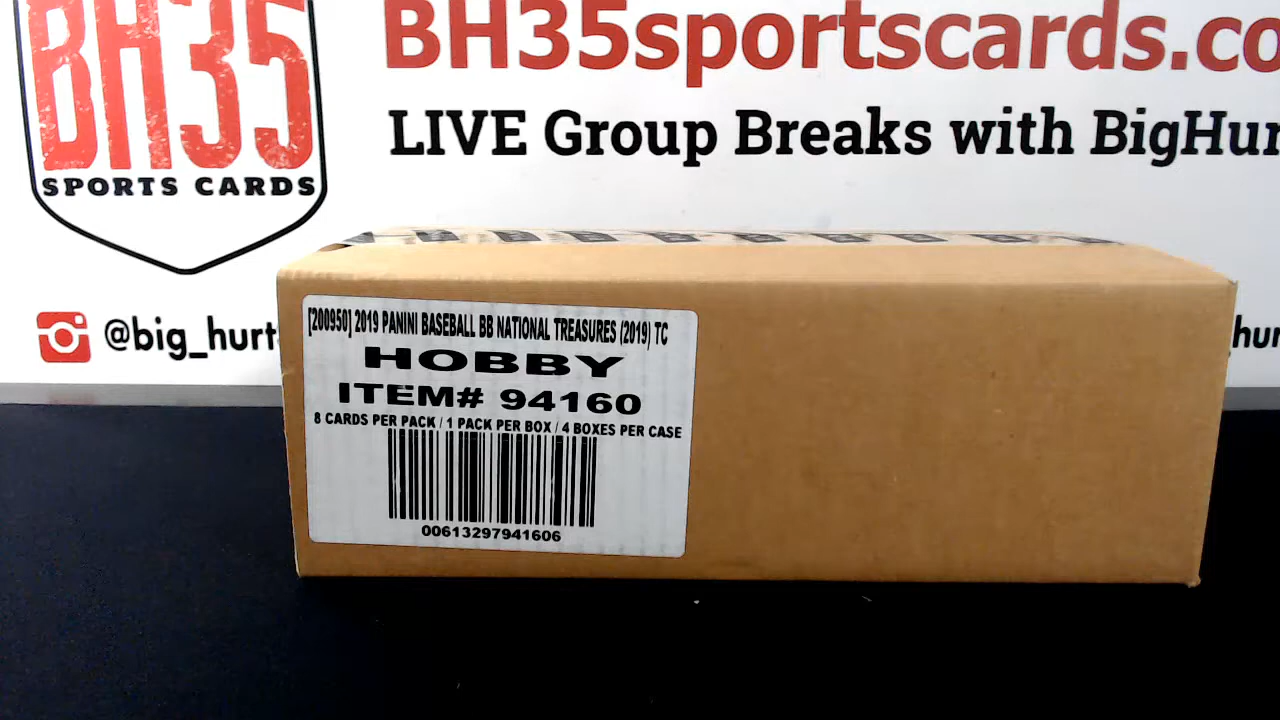 BH35
SPORTS CARDS
BH35sportscards.co
LIVE Group Breaks with BigHur
@big_hurt
hur
[200950] 2019 PANINI BASEBALL BB NATIONAL TREASURES (2019) TC
HOBBY
ITEM# 94160
8 CARDS PER PACK / 1 PACK PER BOX / 4 BOXES PER CASE
00613297941606